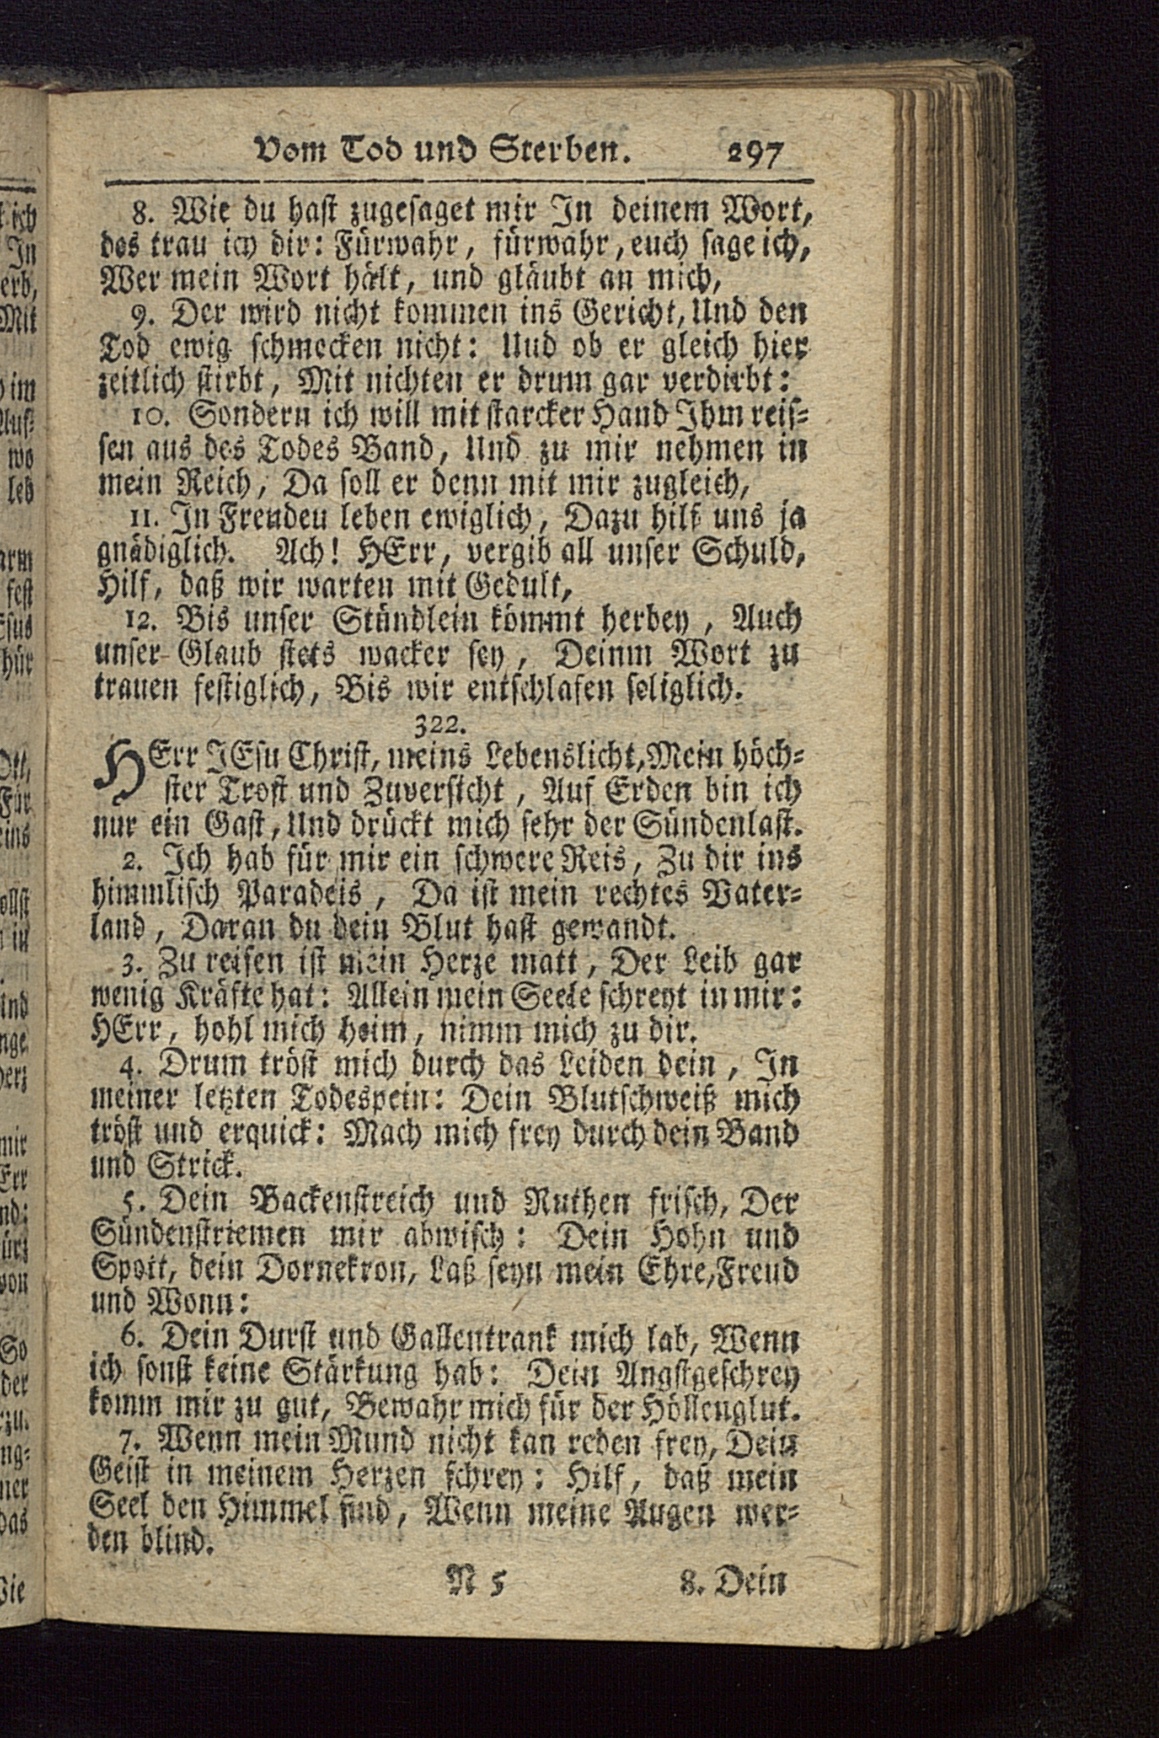 Vom Tod und Sterben. 297
8. Wie du hast zugesaget mir In deinem Wort,
des trau ich dir: Fürwahr, fürwahr, euch sage ich,
Wer mein Wort hält, und gläubt an mich,
9. Der wird nicht kommen ins Gericht, Und den
Tod ewig schmecken nicht: Und ob er gleich hier
zeitlich stirbt, Mit nichten er drum gar verdirbt:
10. Sondern ich will mit starcker Hand Ihm reis-
sen aus des Todes Band, Und zu mir nehmen in
mein Reich, Da soll er denn mit mir zugleich,
11. In Freuden leben ewiglich, Dazu hilf uns ja
gnädiglich. Ach! HErr, vergib all unser Schuld,
Hilf, daß wir warten mit Gedult,
12. Bis unser Stündlein kömmt herbey, Auch
unser Glaub stets wacker sey, Deinm Wort zu
trauen festiglich, Bis wir entschlafen seliglich.
322.
HErr JEsu Christ, meins Lebenslicht, Mein höch-
ster Trost und Zuversicht, Auf Erden bin ich
nur ein Gast, Und drückt mich sehr der Sündenlast.
2. Ich hab für mir ein schwere Reis, Zu dir ins
himmlisch Paradeis, Da ist mein rechtes Vater-
land, Daran du dein Blut hast gewandt.
3. Zu reisen ist mein Herze matt, Der Leib gar
wenig Kräfte hat: Allein mein Seele schreyt in mir:
HErr, hohl mich heim, nimm mich zu dir.
4. Drum tröst mich durch das Leiden dein, In
meiner letzten Todespein: Dein Blutschweiß mich
tröst und erquick: Mach mich frey durch dein Band
und Strick.
5. Dein Backenstreich und Ruthen frisch, Der
Sündenstriemen mir abwisch: Dein Hohn und
Spott, dein Dornekron, Laß seyn mein Ehre, Freud
und Wonn:
6. Dein Durst und Gallentrank mich lab, Wenn
ich sonst keine Stärkung hab: Dein Angstgeschrey
komm mir zu gut, Bewahr mich für der Höllenglut.
7. Wenn mein Mund nicht kan reden frey, Dein
Geist in meinem Herzen schrey: Hilf, daß mein
Seel den Himmel find, Wenn meine Augen wer-
den blind.
N 5 8. Dein